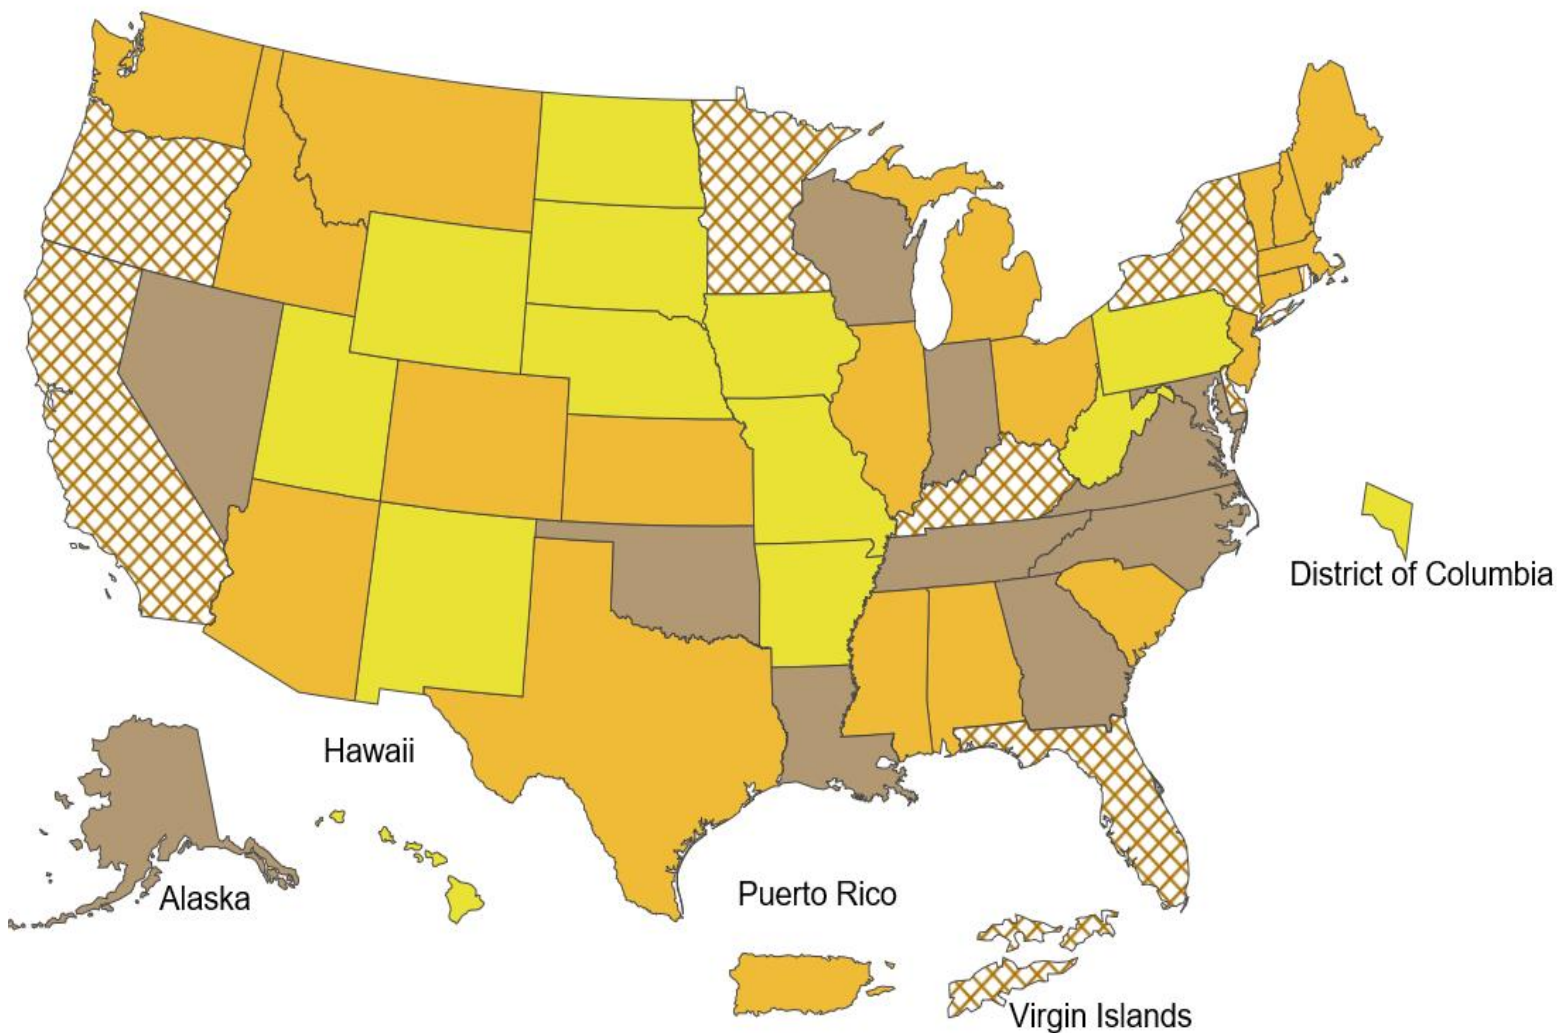 District of Columbia
Hawaii
Alaska
Puerto Rico
Virgin Islands